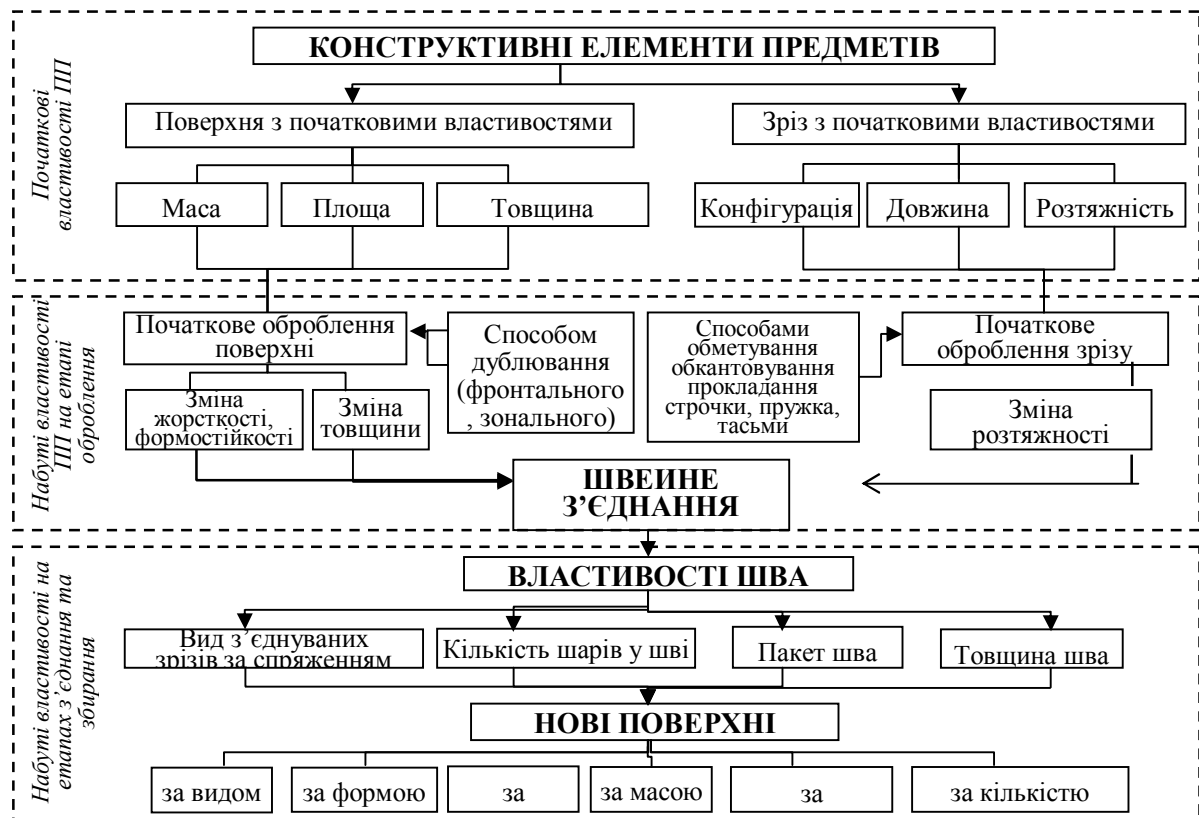 КОНСТРУКТИВНІ ЕЛЕМЕНТИ ПРЕДМЕТІВ
Початкові
властивості ПП
Поверхня з початковими властивостями
Зріз з початковими властивостями
Маса
Площа
Товщина
Конфігурація
Довжина
Розтяжність
Набуті властивості
ПП на етапі
оброблення
Початкове оброблення
поверхні
Способом
дублювання
(фронтального
, зонального)
Способами
обметування
обкантовування
прокладання
строчки, пружка,
тасьми
Початкове
оброблення зрізу
Зміна
жорсткості,
формостійкості
Зміна
товщини
Зміна
розтяжності
ШВЕЙНЕ
З’ЄДНАННЯ
Набуті властивості на
етапах з’єднання та
збирання
ВЛАСТИВОСТІ ШВА
Вид з’єднуваних
зрізів за спряженням
Кількість шарів у шві
Пакет шва
Товщина шва
НОВІ ПОВЕРХНІ
за видом
за формою
за
за масою
за
за кількістю